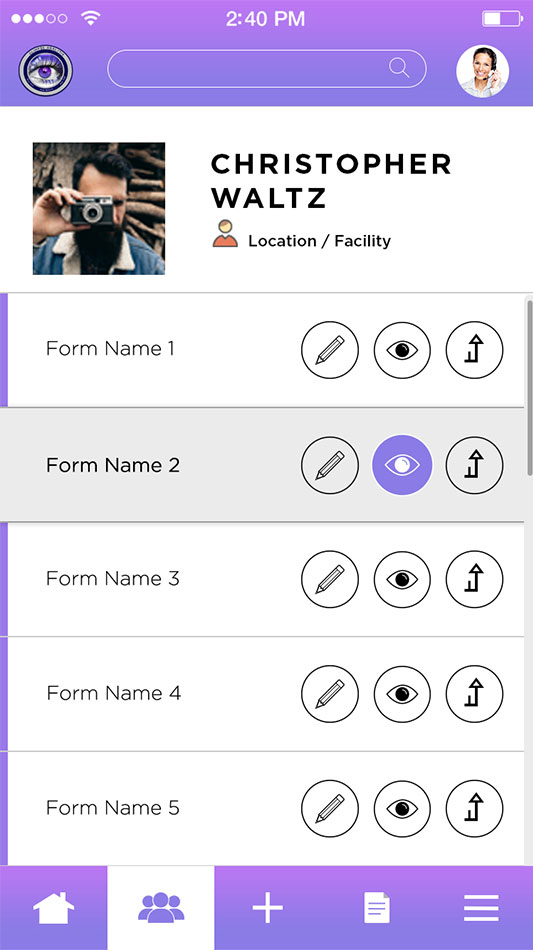 2:40 PM
CHRISTOPHER
WALTZ
Location / Facility
Form Name 1
Form Name 2
Form Name 3
Form Name 4
Form Name 5